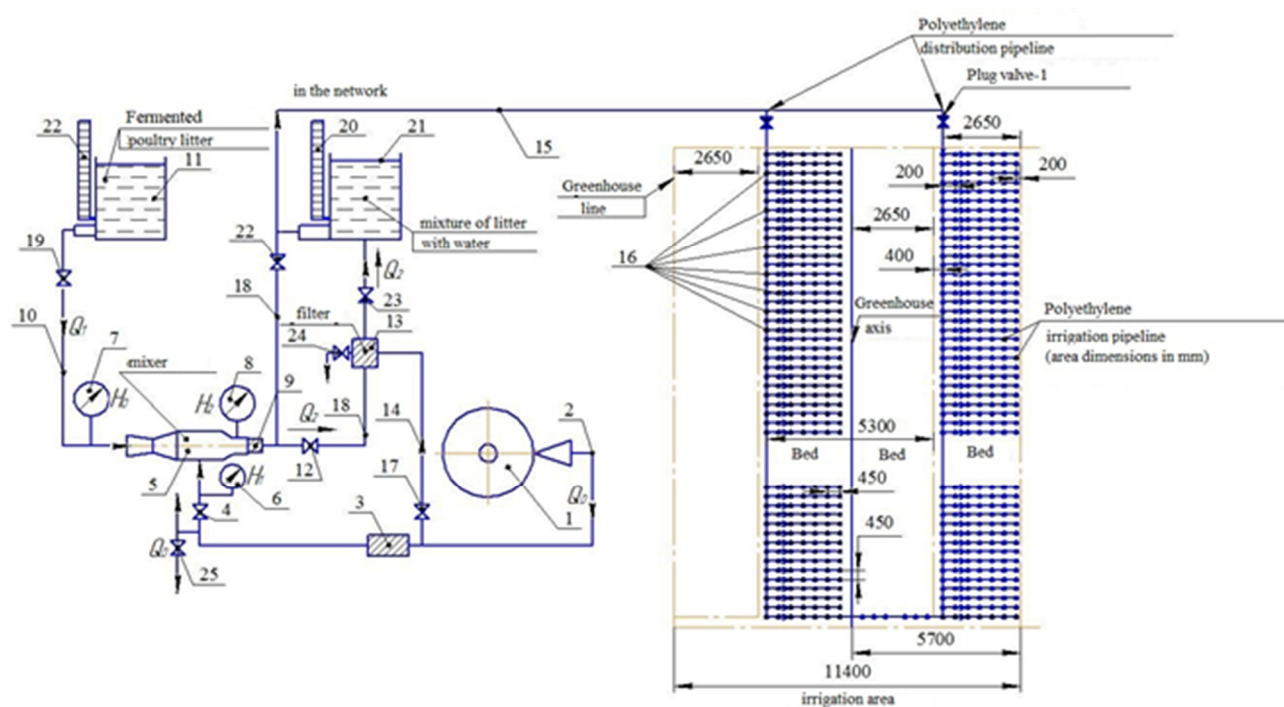 Polyethylene
distribution pipeline
Plug valve-1
in the network
22
Fermented
poultry litter
11
20
21
15
2650
200
2650
Greenhouse
line
200
2650
mixture of litter
with water
19
22
Q₂
16
400
18
23
filter
13
Greenhouse
axis
Polyethylene
irrigation pipeline
(area dimensions in mm)
10
Q₁
7
mixer
8
24
9
H₀
H₂
Q₂
18
14
2
5300
Bed
Bed
Bed
12
17
5
H₁
6
4
3
1
Q₀
450
450
Q₀
25
5700
11400
irrigation area